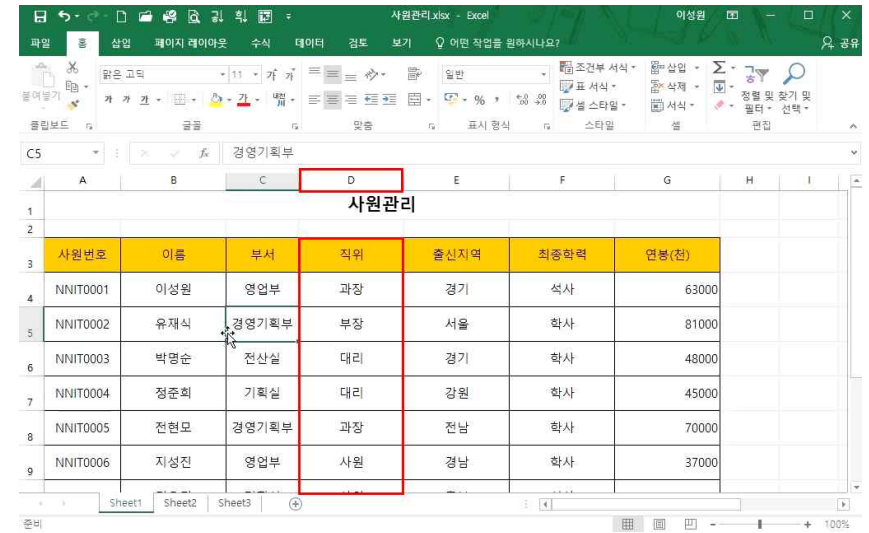 사원관리.xlsx - Excel 이성원
파일 홈 삽입 페이지 레이아웃 수식 데이터 검토 보기 어떤 작업을 원하시나요? 공유
맑은 고딕 11 가 가 일반 조건부 서식 삽입
붙여넣기 가 가 가 가 % 표 서식 삭제 정렬 및 필터 찾기 및 선택
셀 스타일 서식
클립보드 글꼴 맞춤 표시 형식 스타일 셀 편집
C5 fx 경영기획부
A B C D E F G H I
1 사원관리
2
3 사원번호 이름 부서 직위 출신지역 최종학력 연봉(천)
4 NNIT0001 이성원 영업부 과장 경기 석사 63000
5 NNIT0002 유재식 경영기획부 부장 서울 학사 81000
6 NNIT0003 박명순 전산실 대리 경기 학사 48000
7 NNIT0004 정준희 기획실 대리 강원 학사 45000
8 NNIT0005 전현모 경영기획부 과장 전남 학사 70000
9 NNIT0006 지성진 영업부 사원 경남 학사 37000
Sheet1 Sheet2 Sheet3
준비 100%